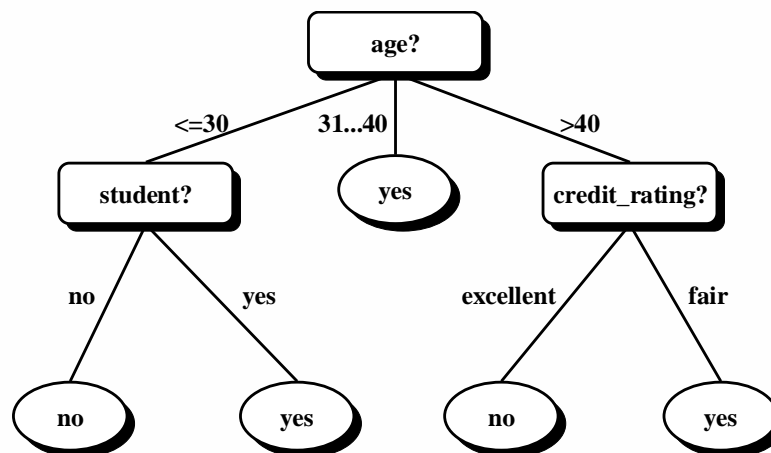 age?
<=30
31...40
>40
student?
yes
credit_rating?
no
yes
excellent
fair
no
yes
no
yes